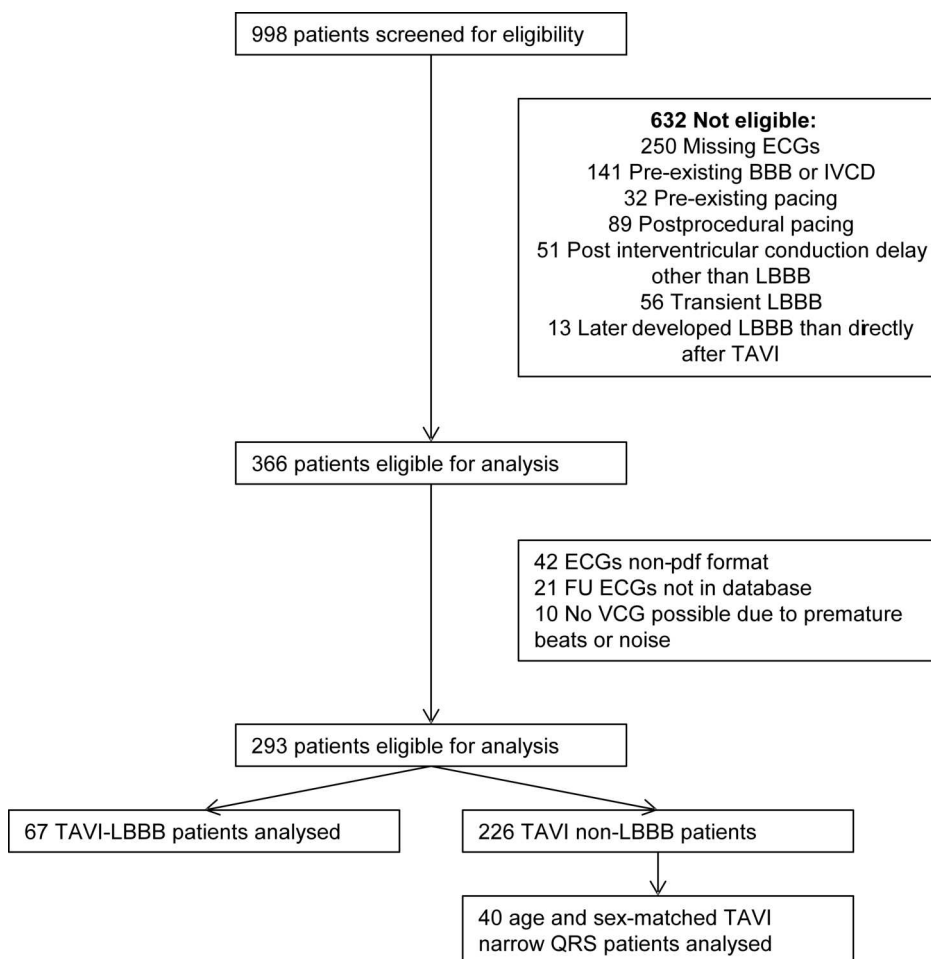 998 patients screened for eligibility
632 Not eligible:
250 Missing ECGs
141 Pre-existing BBB or IVCD
32 Pre-existing pacing
89 Postprocedural pacing
51 Post interventricular conduction delay
other than LBBB
56 Transient LBBB
13 Later developed LBBB than directly
after TAVI
366 patients eligible for analysis
42 ECGs non-pdf format
21 FU ECGs not in database
10 No VCG possible due to premature
beats or noise
293 patients eligible for analysis
67 TAVI-LBBB patients analysed
226 TAVI non-LBBB patients
40 age and sex-matched TAVI
narrow QRS patients analysed